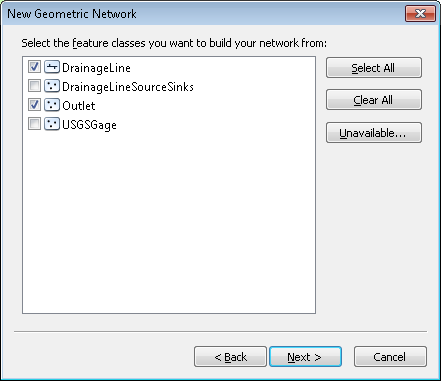 New Geometric Network
Select the feature classes you want to build your network from:
DrainageLine
DrainageLineSourceSinks
Outlet
USGSGage
Select All
Clear All
Unavailable...
< Back
Next >
Cancel